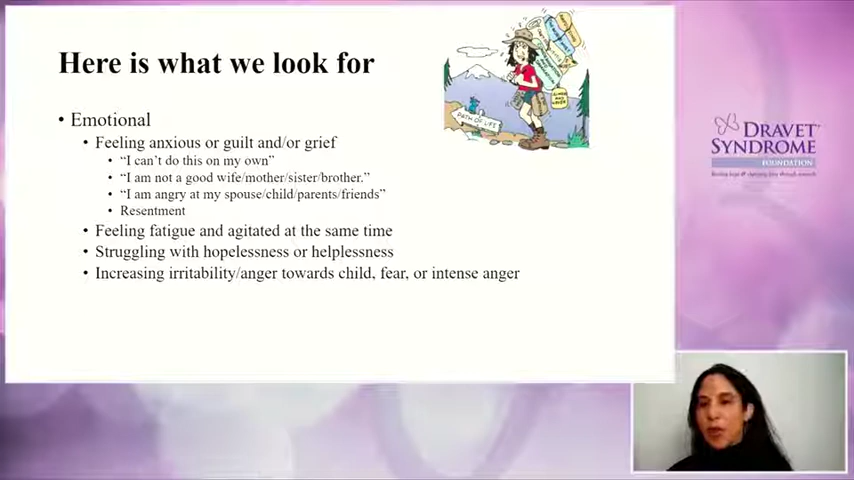 Here is what we look for
• Emotional
• Feeling anxious or guilt and/or grief
• “I can’t do this on my own”
• “I am not a good wife/mother/sister/brother.”
• “I am angry at my spouse/child/parents/friends”
• Resentment
• Feeling fatigue and agitated at the same time
• Struggling with hopelessness or helplessness
• Increasing irritability/anger towards child, fear, or intense anger
PATH OF LIFE
DRAVET
SYNDROME
FOUNDATION